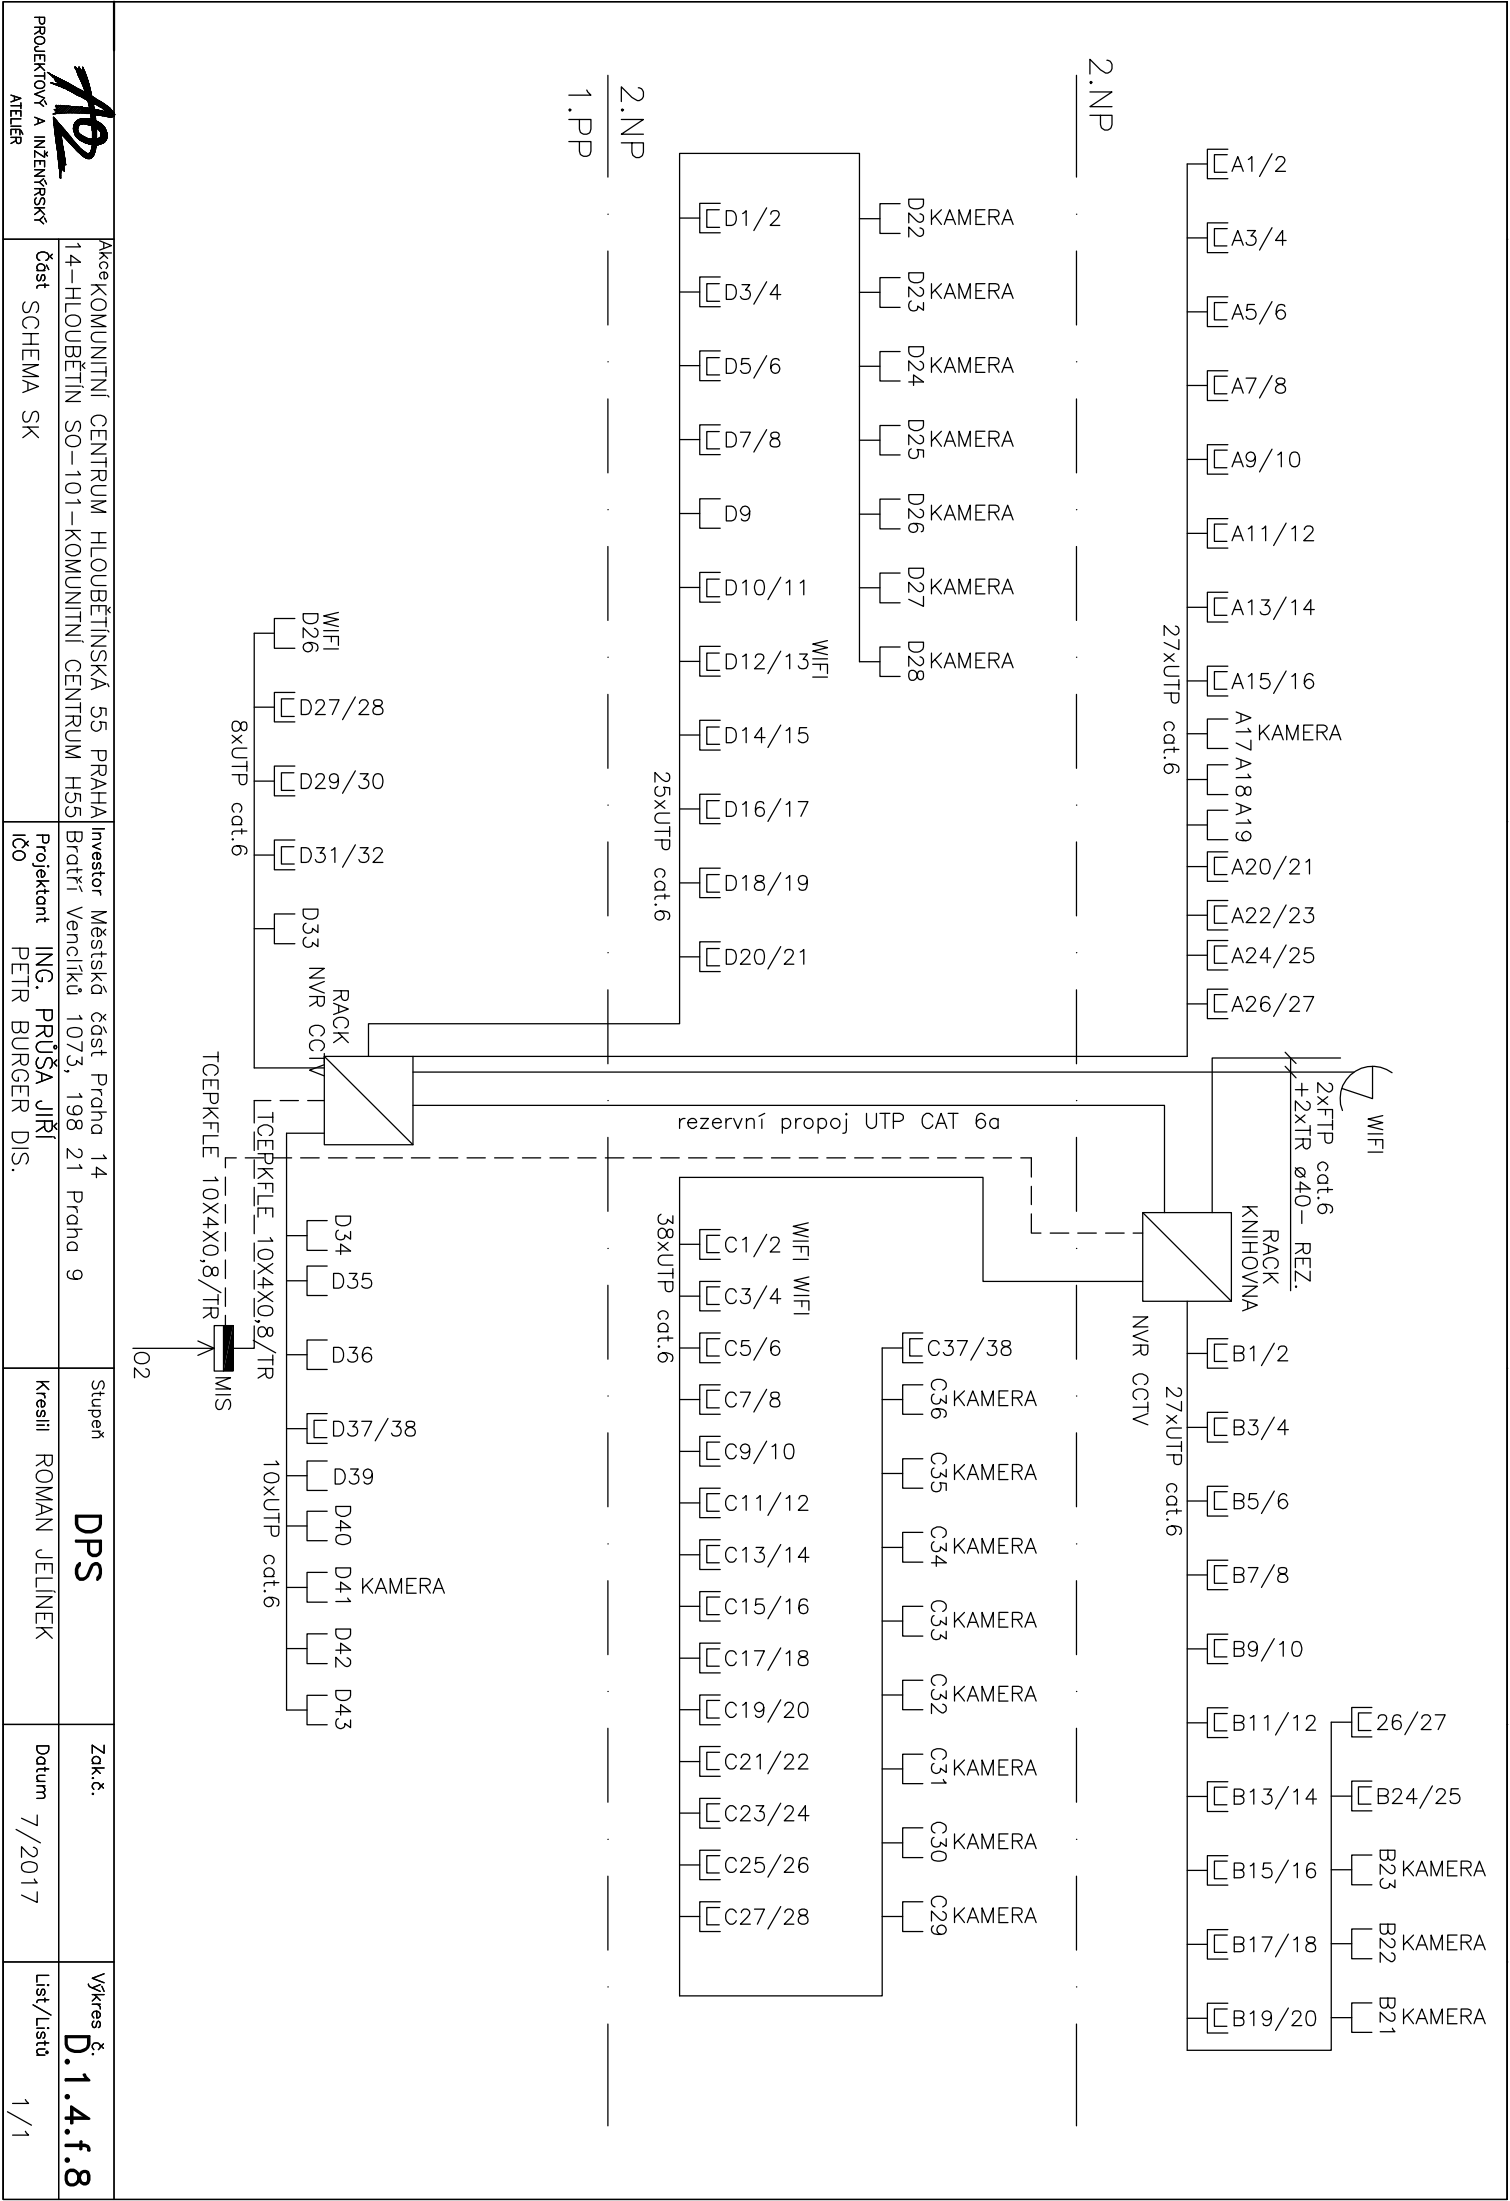 2.NP
A1/2
A3/4
A5/6
A7/8
A9/10
A11/12
A13/14
A15/16
A17 KAMERA
A18
A19
A20/21
A22/23
A24/25
A26/27
27xUTP cat.6
WIFI
2xFTP cat.6
+2xTR ø40- REZ.
RACK
KNIHOVNA
NVR CCTV
27xUTP cat.6
B1/2
B3/4
B5/6
B7/8
B9/10
B11/12
B13/14
B15/16
B17/18
B19/20
26/27
B24/25
B23 KAMERA
B22 KAMERA
B21 KAMERA
2.NP
1.PP
D22 KAMERA
D23 KAMERA
D24 KAMERA
D25 KAMERA
D26 KAMERA
D27 KAMERA
D28 KAMERA
D1/2
D3/4
D5/6
D7/8
D9
D10/11
D12/13 WIFI
D14/15
D16/17
D18/19
D20/21
25xUTP cat.6
rezervní propoj UTP CAT 6a
C37/38
C36 KAMERA
C35 KAMERA
C34 KAMERA
C33 KAMERA
C32 KAMERA
C31 KAMERA
C30 KAMERA
C29 KAMERA
C1/2 WIFI
C3/4 WIFI
C5/6
C7/8
C9/10
C11/12
C13/14
C15/16
C17/18
C19/20
C21/22
C23/24
C25/26
C27/28
38xUTP cat.6
WIFI
D26
D27/28
D29/30
D31/32
D33
8xUTP cat.6
RACK
NVR CCTV
D34
D35
D36
D37/38
D39
D40
D41 KAMERA
D42
D43
10xUTP cat.6
TCEPKFLE 10X4X0,8/TR
TCEPKFLE 10X4X0,8/TR
MIS
O2
A02
PROJEKTOVÝ A INŽENÝRSKÝ
ATELIÉR
Akce KOMUNITNÍ CENTRUM HLOUBĚTÍNSKÁ 55 PRAHA
14-HLOUBĚTÍN SO-101-KOMUNITNÍ CENTRUM H55
Část SCHEMA SK
Investor Městská část Praha 14
Bratří Venclíků 1073, 198 21 Praha 9
Projektant ING. PRŮŠA JIŘÍ
IČO PETR BURGER DIS.
Stupeň DPS
Kreslil ROMAN JELÍNEK
Zak.č.
Datum 7/2017
Výkres č. D.1.4.f.8
List/Listů 1/1